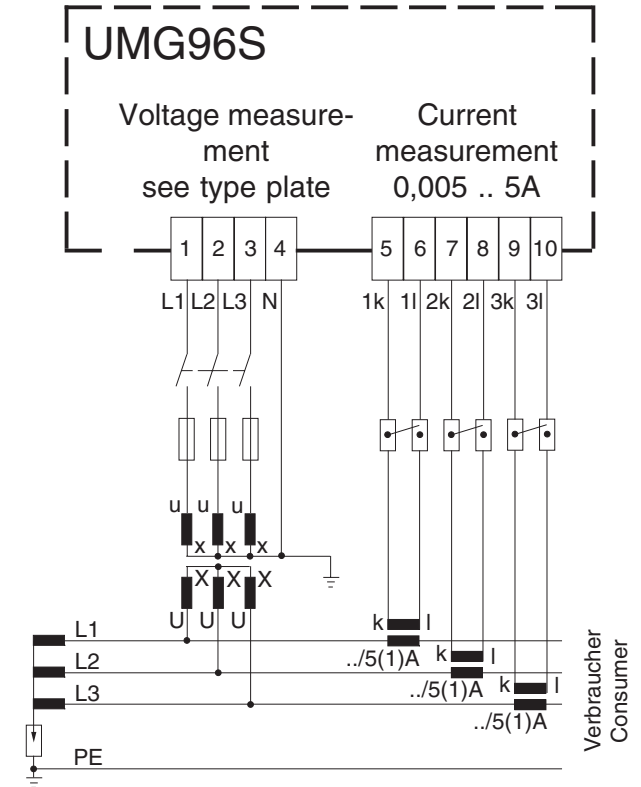 UMG96S
Voltage measure-
ment
see type plate
Current
measurement
0,005 .. 5A
1 2 3 4 5 6 7 8 9 10
L1 L2 L3 N 1k 1l 2k 2l 3k 3l
u u u
x x x
X X X
U U U
k l
L1
../5(1)A
k l
L2
../5(1)A
k l
L3
../5(1)A
PE
Verbraucher
Consumer